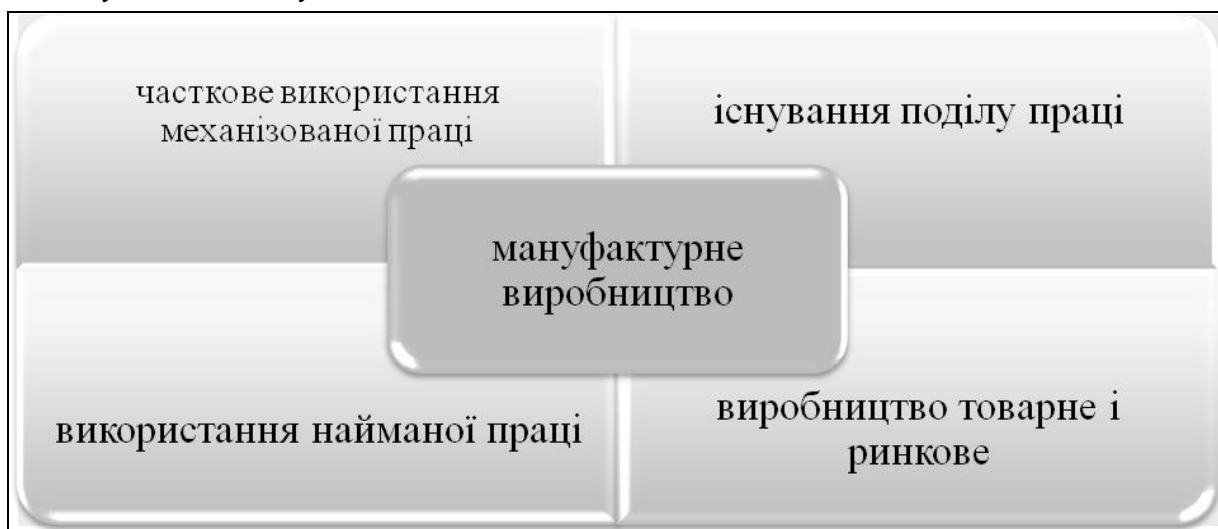 часткове використання
механізованої праці
існування поділу праці
мануфактурне
виробництво
використання найманої праці
виробництво товарне і
ринкове